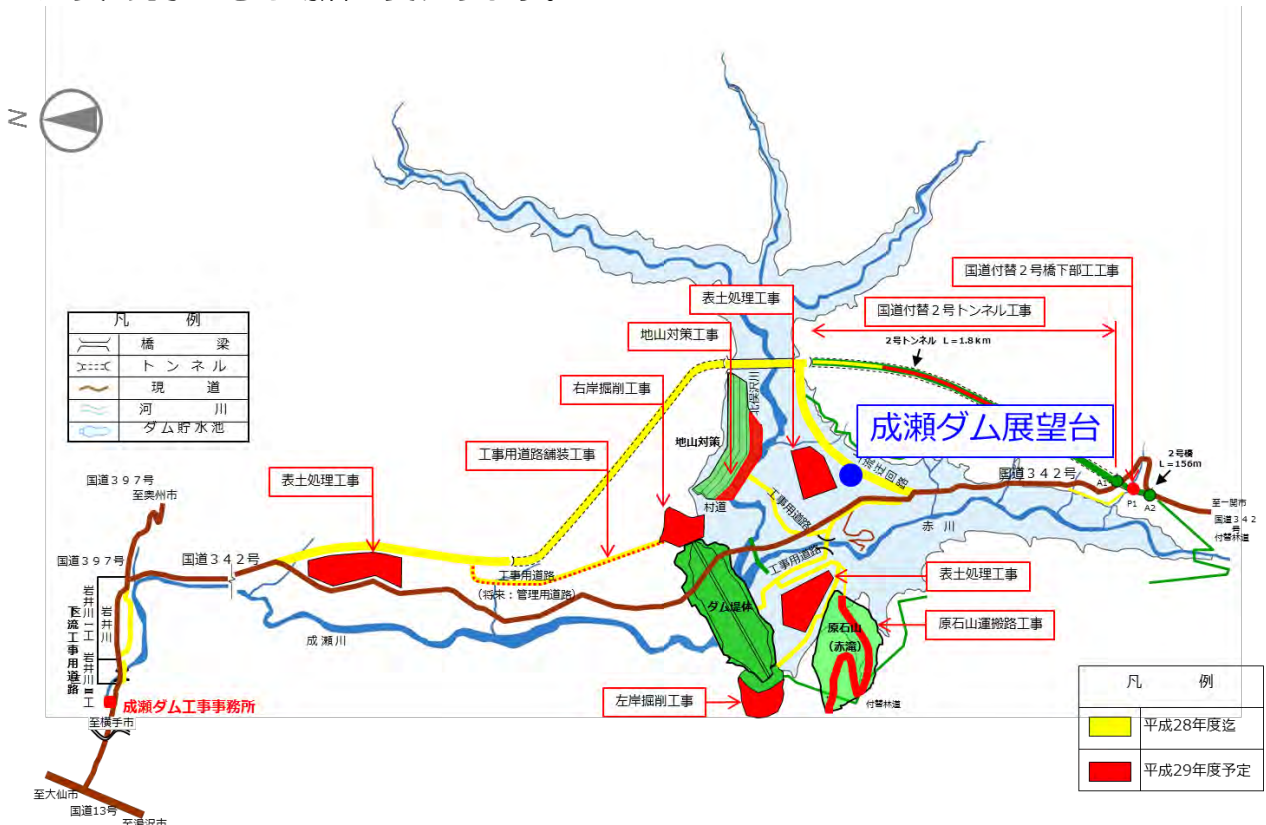 N
国道付替2号橋下部工工事
表土処理工事
国道付替2号トンネル工事
地山対策工事
2号トンネル L=1.8km
凡 例
橋 梁
トンネル
現 道
河 川
ダム貯水池
右岸掘削工事
成瀬ダム展望台
地山対策
工事用道路舗装工事
2号橋
L=156m
国道342号
表土処理工事
国道397号
至奥州市
A1
P1
A2
至一関市
国道342
号
付替林道
村道
工事用道路
赤川
国道397号
国道342号
工事用道路
(将来:管理用道路)
工事用道路
表土処理工事
ダム堤体
岩井川
岩井川一工
成瀬川
原石山
(赤滝)
原石山運搬路工事
成瀬ダム工事事務所
左岸掘削工事
付替林道
至横手市
凡 例
平成28年度迄
平成29年度予定
至大仙市
国道13号
至湯沢市